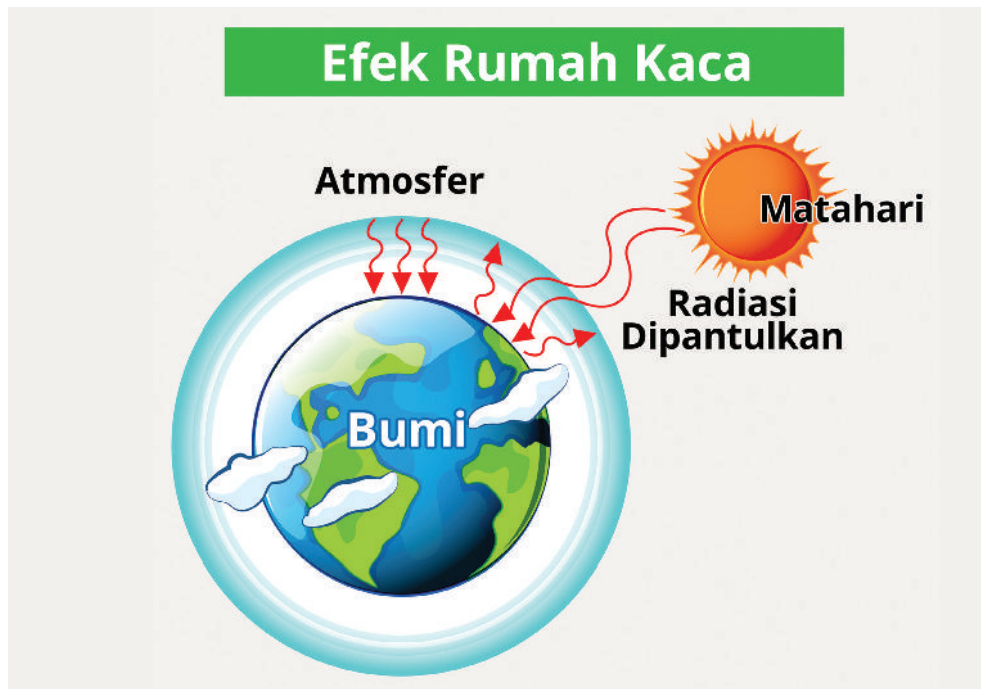 Efek Rumah Kaca
Atmosfer
Matahari
Radiasi
Dipantulkan
Bumi